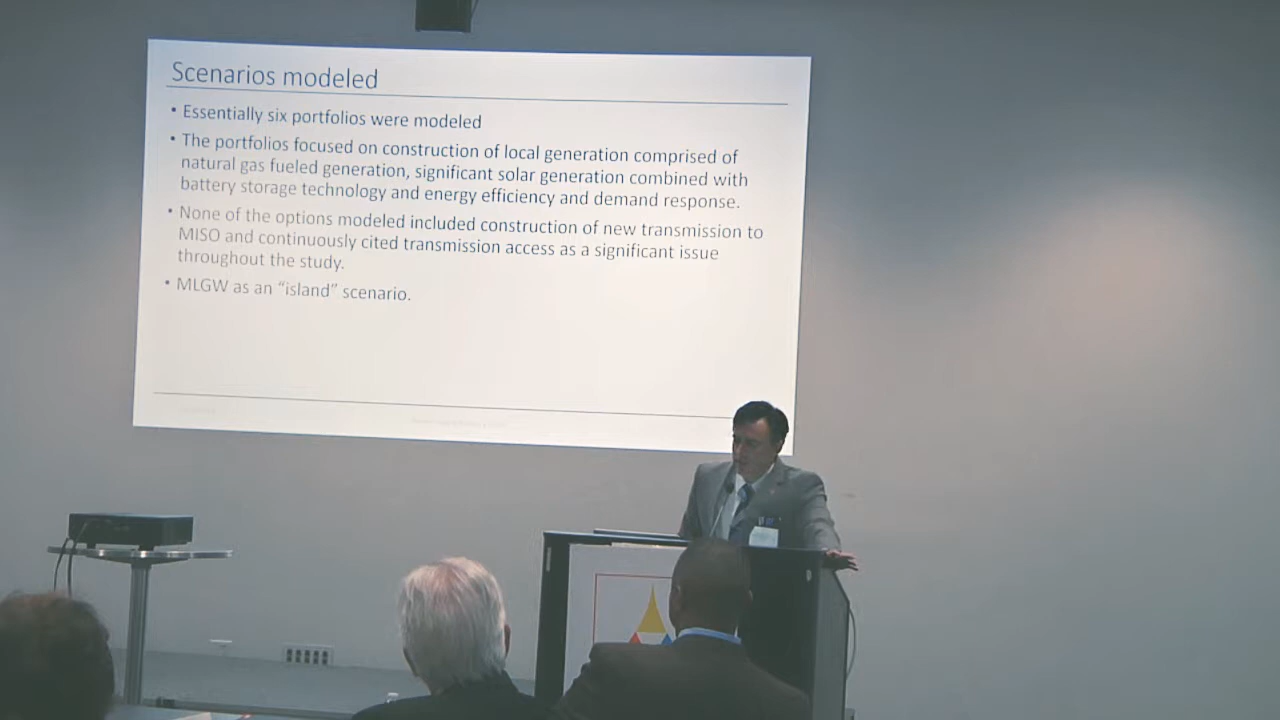 Scenarios modeled
• Essentially six portfolios were modeled
• The portfolios focused on construction of local generation comprised of
natural gas fueled generation, significant solar generation combined with
battery storage technology and energy efficiency and demand response.
• None of the options modeled included construction of new transmission to
MISO and continuously cited transmission access as a significant issue
throughout the study.
• MLGW as an “island” scenario.